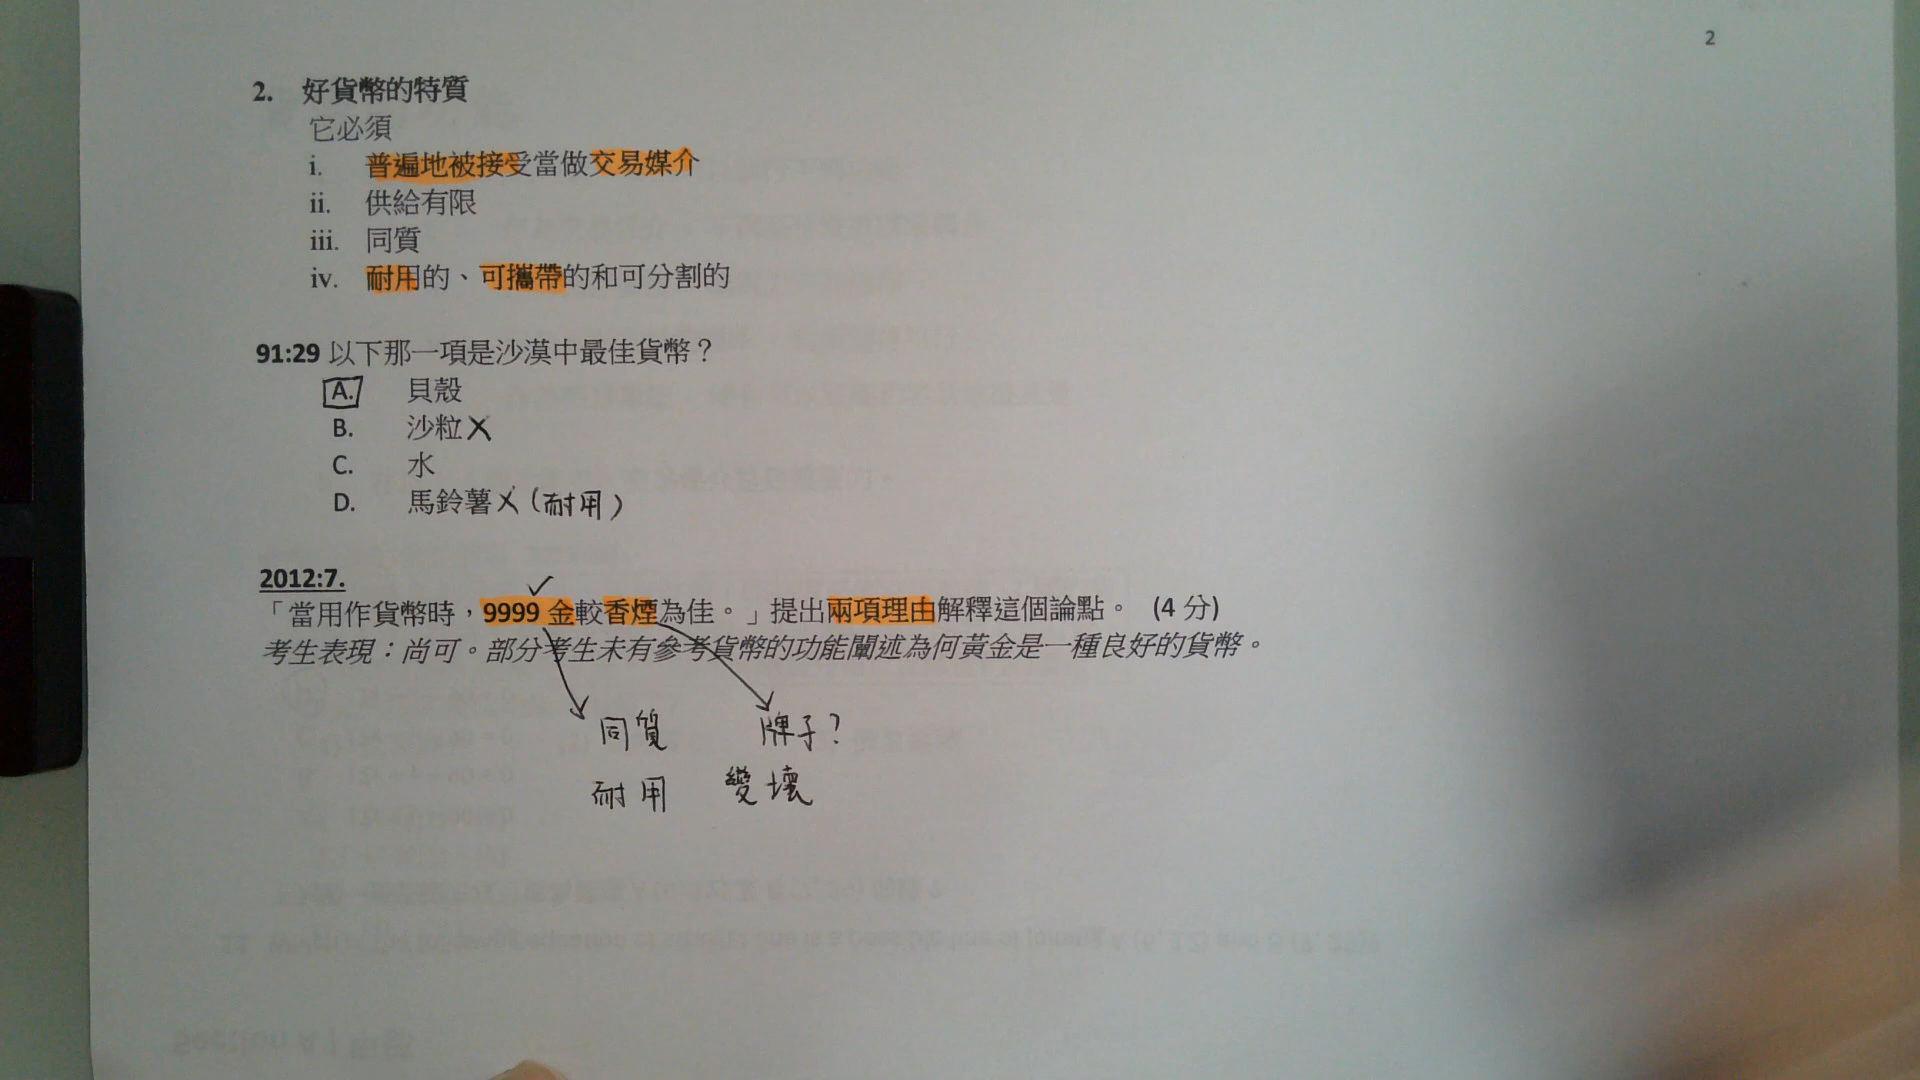 2
2. 好貨幣的特質
它必須
i. 普遍地被接受當做交易媒介
ii. 供給有限
iii. 同質
iv. 耐用的、可攜帶的和可分割的
91:29 以下那一項是沙漠中最佳貨幣？
A. 貝殼
B. 沙粒 X
C. 水
D. 馬鈴薯 X (耐用)
2012:7.
「當用作貨幣時，9999 金較香煙為佳。」提出兩項理由解釋這個論點。 (4 分)
考生表現：尚可。部分考生未有參考貨幣的功能闡述為何黃金是一種良好的貨幣。
同質 牌子?
耐用 變壞